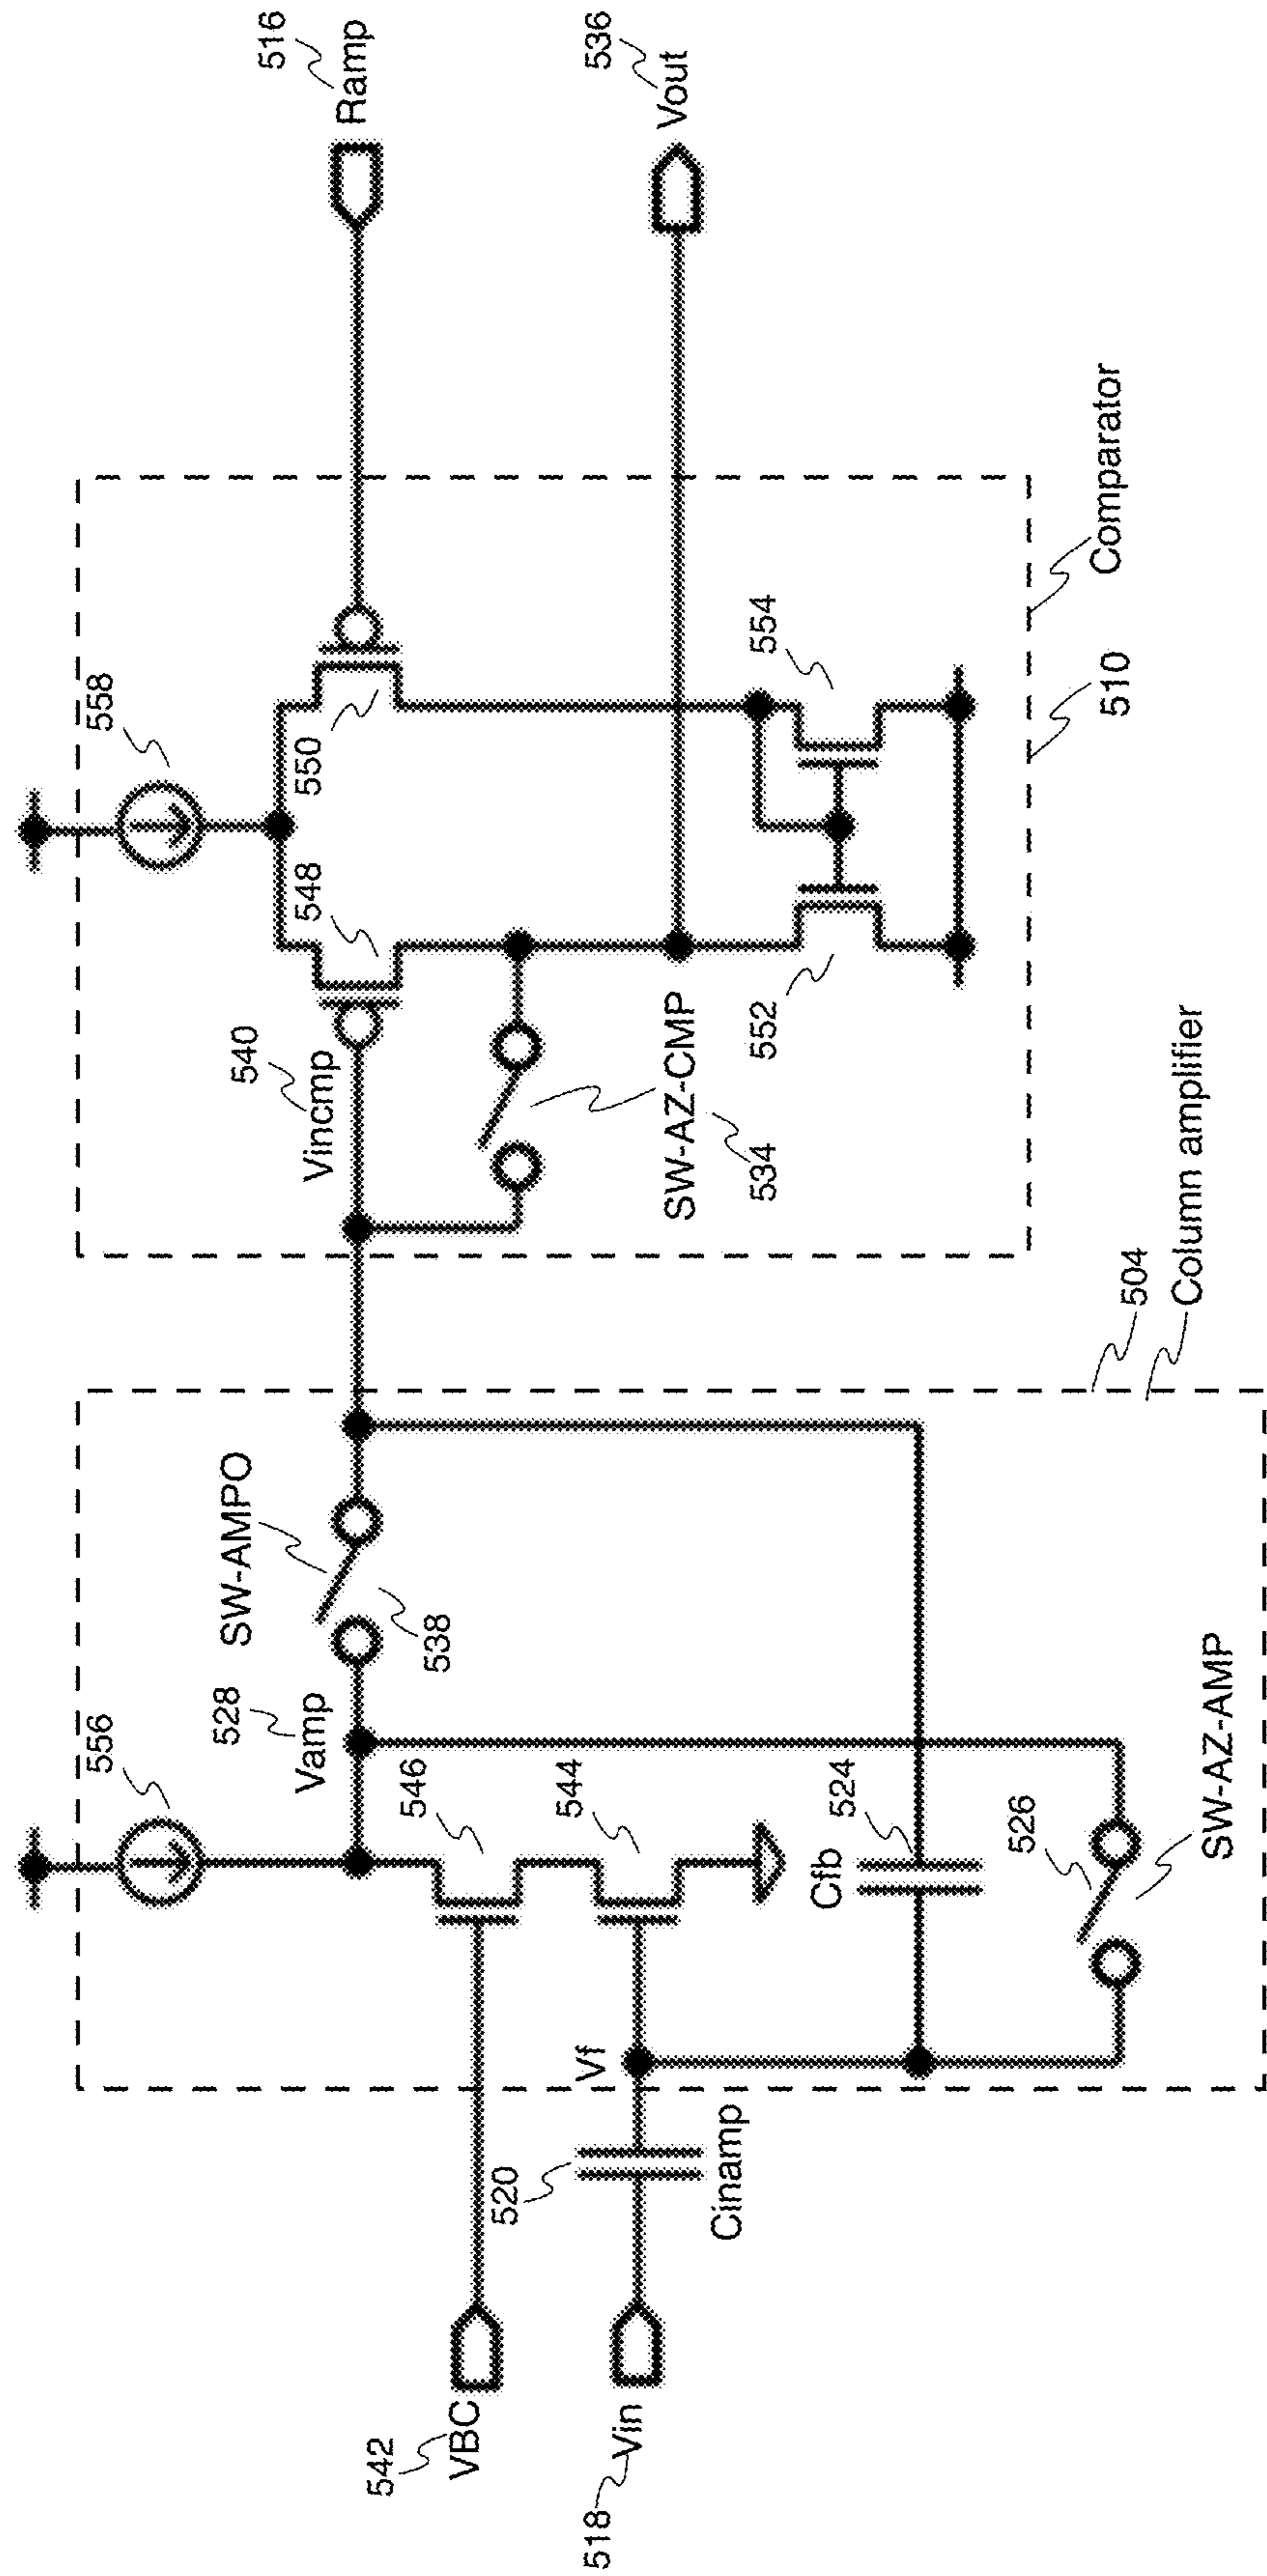 556
528
Vamp
SW-AMPO
538
546
544
542
VBC
520
Vf
Cinamp
518
Vin
Cfb
524
526
SW-AZ-AMP
504
Column amplifier
558
540
Vincmp
548
550
SW-AZ-CMP
534
552
554
510
Comparator
516
Ramp
536
Vout